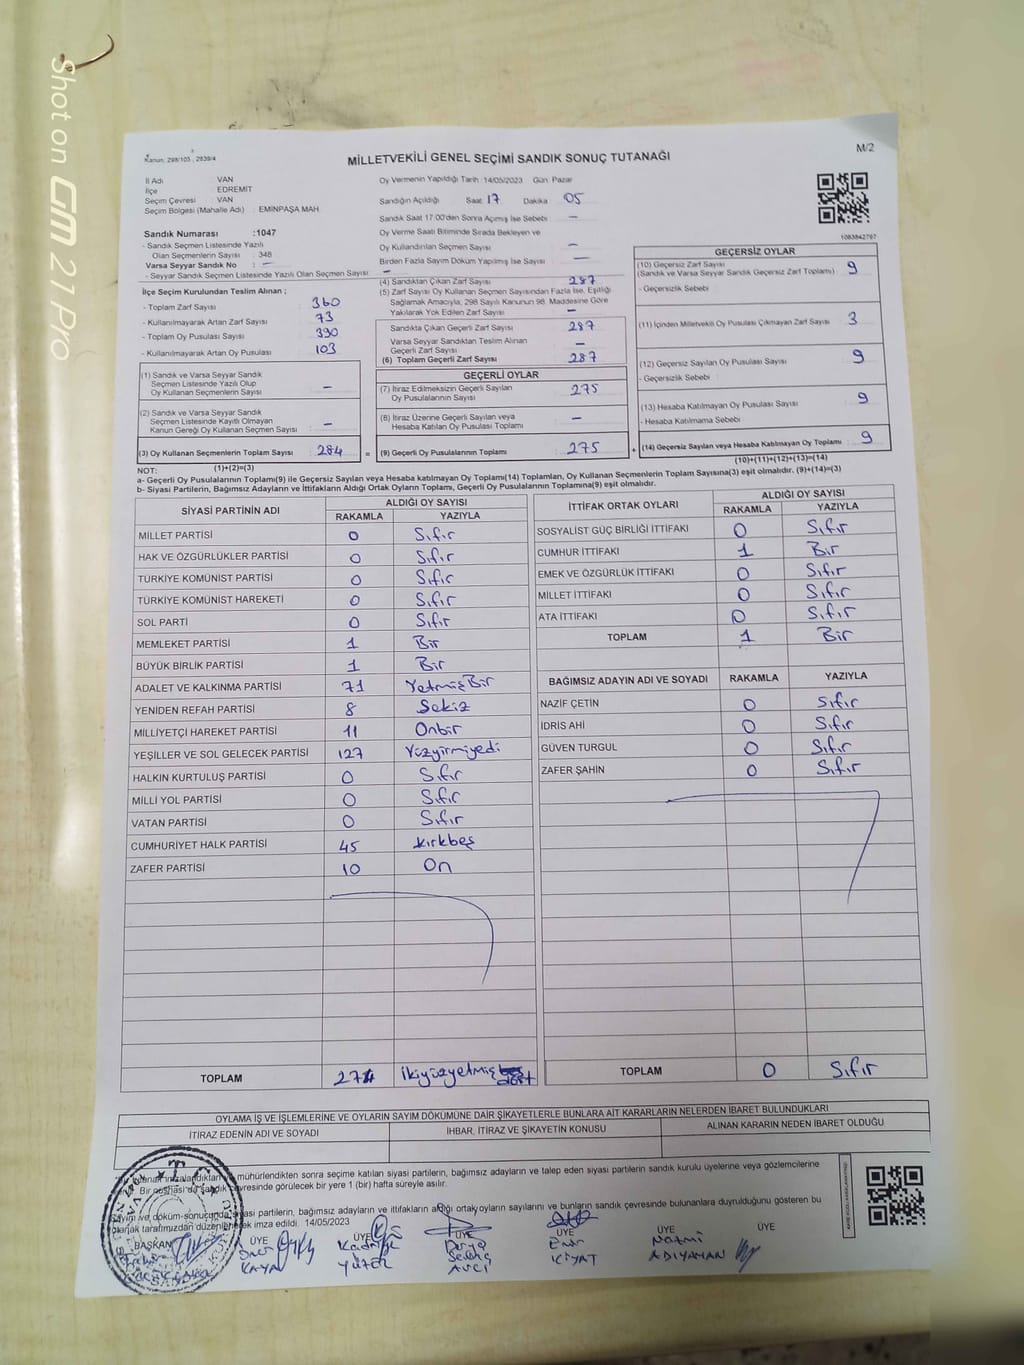 Shot on GM 21 Pro
Kanun: 298/103 , 2839/4
MİLLETVEKİLİ GENEL SEÇİMİ SANDIK SONUÇ TUTANAĞI
M/2
İl Adı VAN
İlçe EDREMIT
Seçim Çevresi VAN
Seçim Bölgesi (Mahalle Adı) : EMİNPAŞA MAH
Sandık Numarası :1047
- Sandık Seçmen Listesinde Yazılı
Olan Seçmenlerin Sayısı : 348
Varsa Seyyar Sandık No : –
- Seyyar Sandık Seçmen Listesinde Yazılı Olan Seçmen Sayısı : –
İlçe Seçim Kurulundan Teslim Alınan ;
- Toplam Zarf Sayısı 360
- Kullanılmayarak Artan Zarf Sayısı 73
- Toplam Oy Pusulası Sayısı 390
- Kullanılmayarak Artan Oy Pusulası 103
(1) Sandık ve Varsa Seyyar Sandık
Seçmen Listesinde Yazılı Olup
Oy Kullanan Seçmenlerin Sayısı : –
(2) Sandık ve Varsa Seyyar Sandık
Seçmen Listesinde Kayıtlı Olmayan
Kanun Gereği Oy Kullanan Seçmen Sayısı : –
(3) Oy Kullanan Seçmenlerin Toplam Sayısı : 284 =
(1)+(2)=(3)
Oy Vermenin Yapıldığı Tarih :14/05/2023 Gün: Pazar
Sandığın Açıldığı Saat 17 Dakika 05
Sandık Saat 17:00'den Sonra Açımış İse Sebebi –
Oy Verme Saati Bitiminde Sırada Bekleyen ve
Oy Kullandırılan Seçmen Sayısı –
Birden Fazla Sayım Döküm Yapılmış İse Sayısı –
(4) Sandıktan Çıkan Zarf Sayısı 287
(5) Zarf Sayısı Oy Kullanan Seçmen Sayısından Fazla İse, Eşitliği
Sağlamak Amacıyla, 298 Sayılı Kanunun 98. Maddesine Göre
Yakılarak Yok Edilen Zarf Sayısı –
Sandıkta Çıkan Geçerli Zarf Sayısı 287
Varsa Seyyar Sandıktan Teslim Alınan
Geçerli Zarf Sayısı –
(6) Toplam Geçerli Zarf Sayısı 287
GEÇERLİ OYLAR
(7) İtiraz Edilmeksizin Geçerli Sayılan
Oy Pusulalarının Sayısı 275
(8) İtiraz Üzerine Geçerli Sayılan veya
Hesaba Katılan Oy Pusulası Toplamı –
(9) Geçerli Oy Pusulalarının Toplamı 275 +
1083842797
GEÇERSİZ OYLAR
(10) Geçersiz Zarf Sayısı 9
(Sandık ve Varsa Seyyar Sandık Geçersiz Zarf Toplamı)
- Geçersizlik Sebebi
(11) İçinden Milletvekili Oy Pusulası Çıkmayan Zarf Sayısı 3
(12) Geçersiz Sayılan Oy Pusulası Sayısı 9
- Geçersizlik Sebebi
(13) Hesaba Katılmayan Oy Pusulası Sayısı 9
- Hesaba Katılmama Sebebi
(14) Geçersiz Sayılan veya Hesaba Katılmayan Oy Toplamı 9
(10)+(11)+(12)+(13)=(14)
NOT:
a- Geçerli Oy Pusulalarının Toplamı(9) ile Geçersiz Sayılan veya Hesaba katılmayan Oy Toplamı(14) Toplamları, Oy Kullanan Seçmenlerin Toplam Sayısına(3) eşit olmalıdır. (9)+(14)=(3)
b- Siyasi Partilerin, Bağımsız Adayların ve İttifakların Aldığı Ortak Oyların Toplamı, Geçerli Oy Pusulalarının Toplamına(9) eşit olmalıdır.
SİYASİ PARTİNİN ADI ALDIĞI OY SAYISI
RAKAMLA YAZIYLA
MİLLET PARTİSİ 0 Sıfır
HAK VE ÖZGÜRLÜKLER PARTİSİ 0 Sıfır
TÜRKİYE KOMÜNİST PARTİSİ 0 Sıfır
TÜRKİYE KOMÜNİST HAREKETİ 0 Sıfır
SOL PARTİ 0 Sıfır
MEMLEKET PARTİSİ 1 Bir
BÜYÜK BİRLİK PARTİSİ 1 Bir
ADALET VE KALKINMA PARTİSİ 71 YetmişBir
YENİDEN REFAH PARTİSİ 8 Sekiz
MİLLİYETÇİ HAREKET PARTİSİ 11 Onbir
YEŞİLLER VE SOL GELECEK PARTİSİ 127 Yüzyirmiyedi
HALKIN KURTULUŞ PARTİSİ 0 Sıfır
MİLLİ YOL PARTİSİ 0 Sıfır
VATAN PARTİSİ 0 Sıfır
CUMHURİYET HALK PARTİSİ 45 kırkbeş
ZAFER PARTİSİ 10 On
TOPLAM 274 ikiyüzyetmiş dört
İTTİFAK ORTAK OYLARI ALDIĞI OY SAYISI
RAKAMLA YAZIYLA
SOSYALİST GÜÇ BİRLİĞİ İTTİFAKI 0 Sıfır
CUMHUR İTTİFAKI 1 Bir
EMEK VE ÖZGÜRLÜK İTTİFAKI 0 Sıfır
MİLLET İTTİFAKI 0 Sıfır
ATA İTTİFAKI 0 Sıfır
TOPLAM 1 Bir
BAĞIMSIZ ADAYIN ADI VE SOYADI RAKAMLA YAZIYLA
NAZİF ÇETİN 0 Sıfır
İDRİS AHİ 0 Sıfır
GÜVEN TURGUL 0 Sıfır
ZAFER ŞAHİN 0 Sıfır
TOPLAM 0 Sıfır
OYLAMA İŞ VE İŞLEMLERİNE VE OYLARIN SAYIM DÖKÜMÜNE DAİR ŞİKAYETLERLE BUNLARA AİT KARARLARIN NELERDEN İBARET BULUNDUKLARI
İTİRAZ EDENİN ADI VE SOYADI İHBAR, İTİRAZ VE ŞİKAYETİN KONUSU ALINAN KARARIN NEDEN İBARET OLDUĞU
mühürlendikten sonra seçime katılan siyasi partilerin, bağımsız adayların ve talep eden siyasi partilerin sandık kurulu üyelerine veya gözlemcilerine
Bir nüshası da sandık çevresinde görülecek bir yere 1 (bir) hafta süreyle asılır.
Sayım ve döküm sonucunda siyasi partilerin, bağımsız adayların ve ittifakların aldığı ortak oyların sayılarını ve bunların sandık çevresinde bulunanlara duyrulduğunu gösteren bu
tarafımızdan düzenlenerek imza edildi. 14/05/2023
BAŞKAN ÜYE ÜYE ÜYE ÜYE ÜYE ÜYE
KAYA
Derya AVCI
Emir KIYAT
Nazmi ADIYAMAN